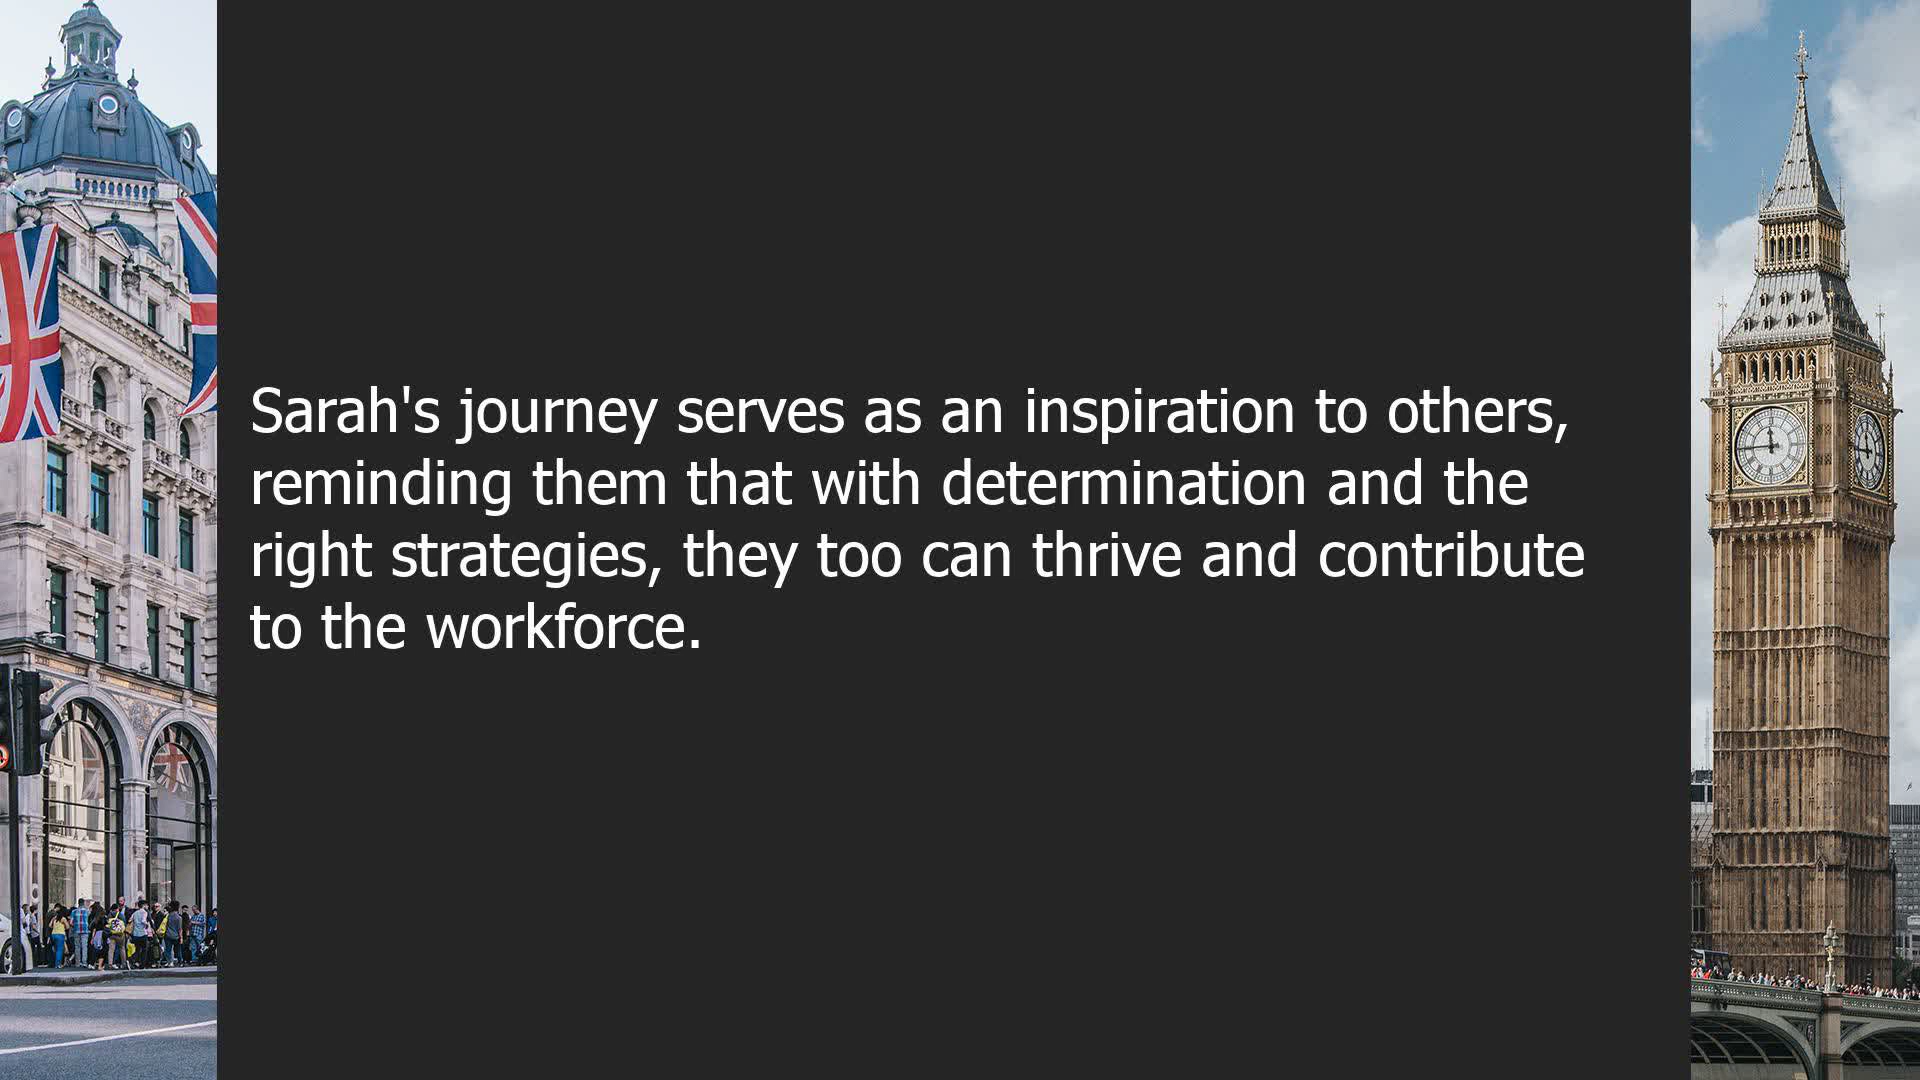 Sarah's journey serves as an inspiration to others,
reminding them that with determination and the
right strategies, they too can thrive and contribute
to the workforce.